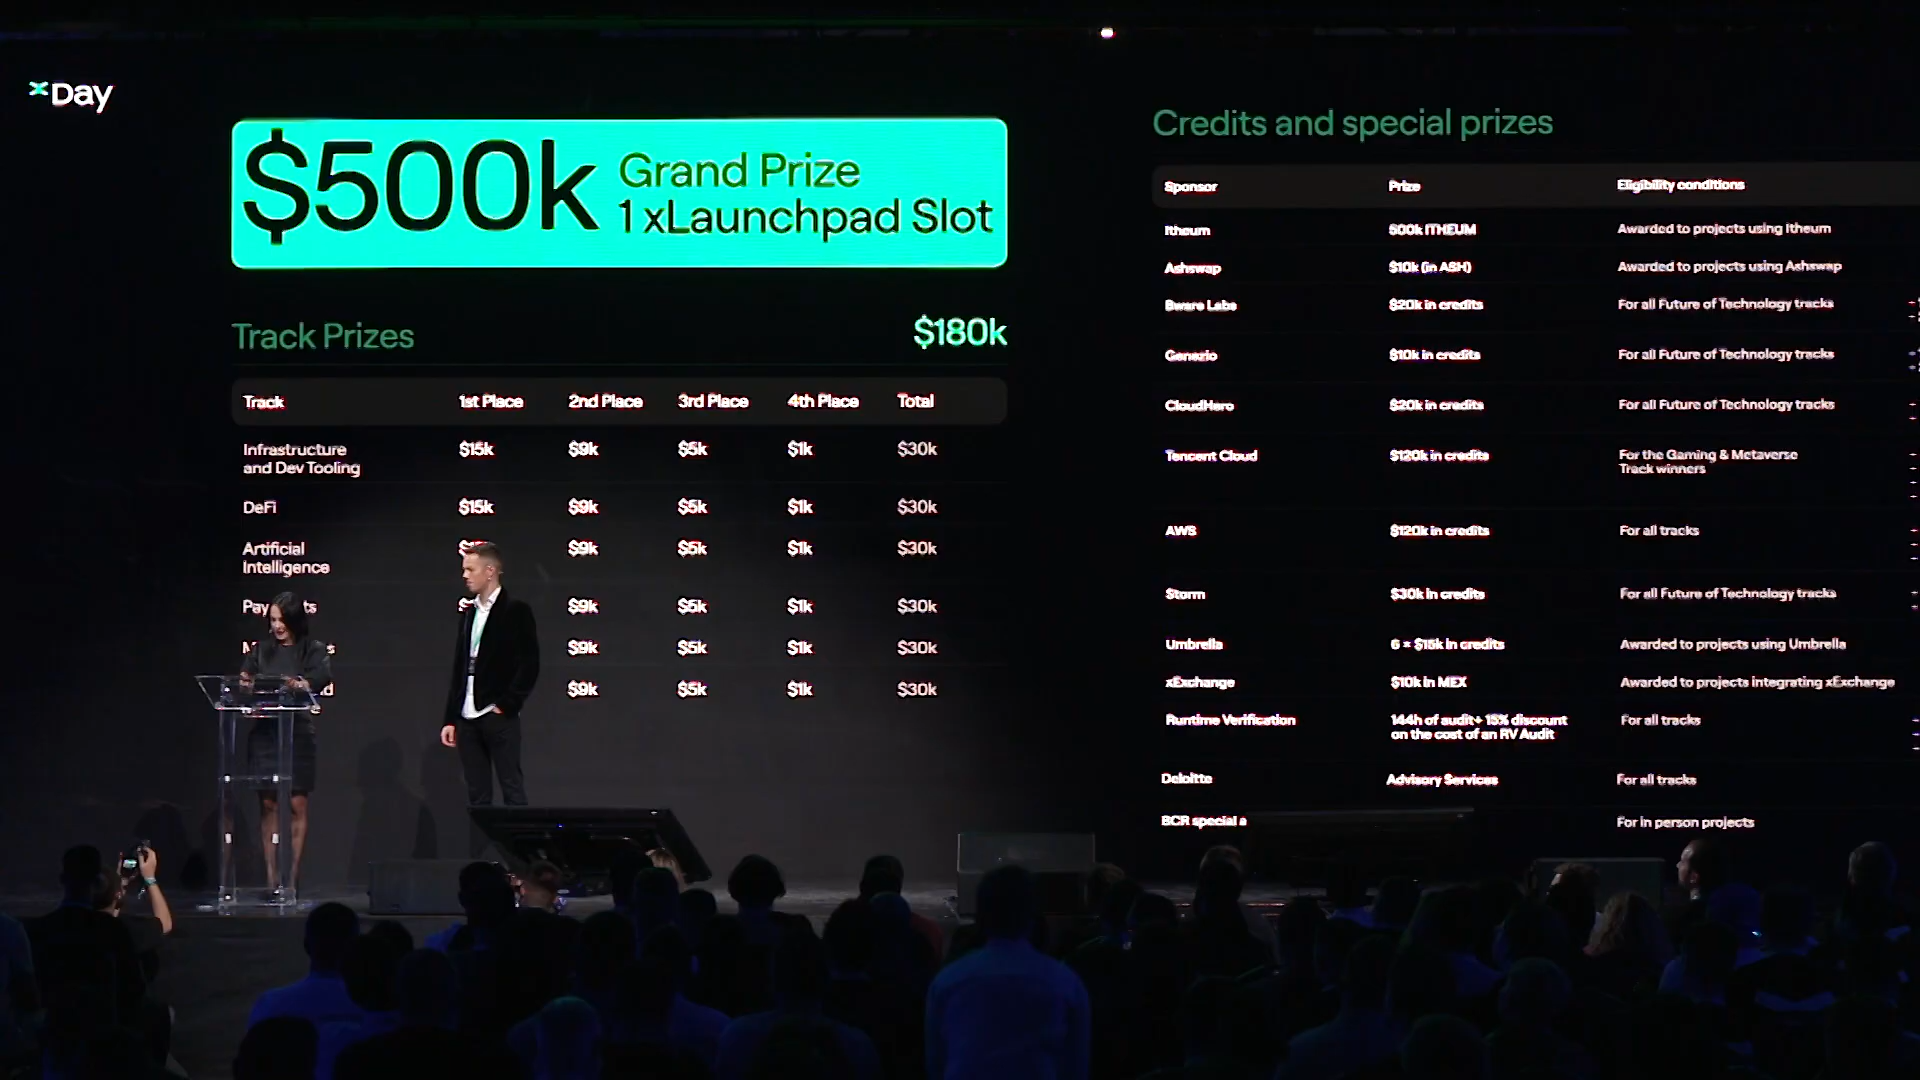 xDay
$500k
Grand Prize
1 xLaunchpad Slot
Track Prizes $180k
Track 1st Place 2nd Place 3rd Place 4th Place Total
Infrastructure
and Dev Tooling $15k $9k $5k $1k $30k
DeFi $15k $9k $5k $1k $30k
Artificial
Intelligence $9k $5k $1k $30k
$9k $5k $1k $30k
$9k $5k $1k $30k
$9k $5k $1k $30k
Credits and special prizes
Sponsor Prize Eligibility conditions
Itheum 500k ITHEUM Awarded to projects using Itheum
Ashswap $10k (in ASH) Awarded to projects using Ashswap
Bware Labs $20k in credits For all Future of Technology tracks
Genezio $10k in credits For all Future of Technology tracks
CloudHero $20k in credits For all Future of Technology tracks
Tencent Cloud $120k in credits For the Gaming & Metaverse
Track winners
AWS $120k in credits For all tracks
Storm $30k in credits For all Future of Technology tracks
Umbrella 6 * $15k in credits Awarded to projects using Umbrella
xExchange $10k in MEX Awarded to projects integrating xExchange
Runtime Verification 144h of audit+ 15% discount
on the cost of an RV Audit For all tracks
Deloitte Advisory Services For all tracks
BCR special a For in person projects